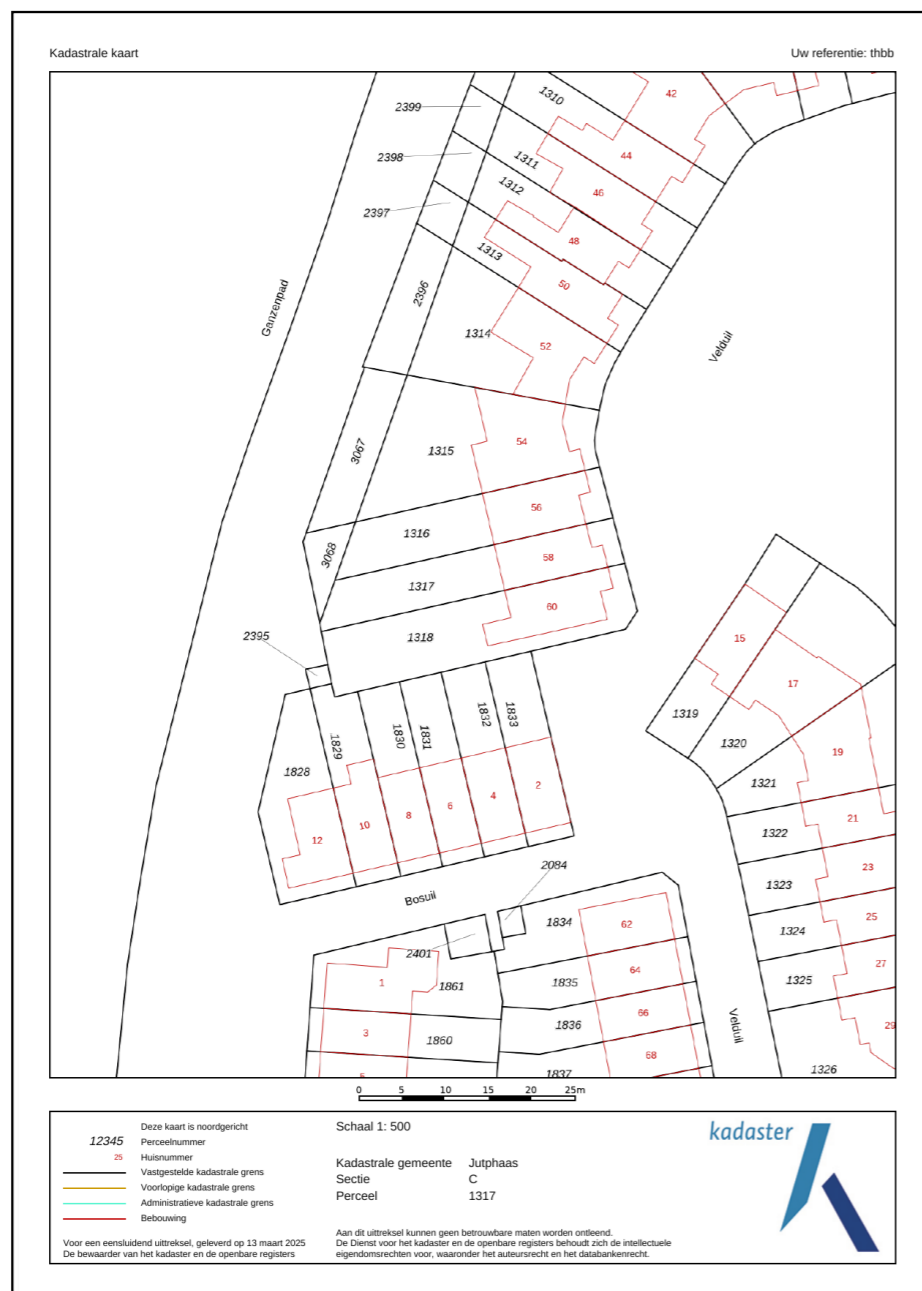 Kadastrale kaart
Uw referentie: thbb
2399
1310
42
2398
1311
44
1312
46
2397
48
1313
50
2396
Ganzenpad
1314
52
Velduil
3067
1315
54
1316
56
3068
58
1317
60
1318
2395
15
17
1319
1320
1829
1830
1831
1832
1833
1828
19
1321
2
4
6
8
10
12
21
1322
23
1323
2084
Bosuil
25
1324
62
1834
2401
27
1325
64
1835
1
1861
29
66
1836
Velduil
3
1860
68
5
1837
1326
0 5 10 15 20 25m
Deze kaart is noordgericht
12345 Perceelnummer
25 Huisnummer
Vastgestelde kadastrale grens
Voorlopige kadastrale grens
Administratieve kadastrale grens
Bebouwing
Voor een eensluidend uittreksel, geleverd op 13 maart 2025
De bewaarder van het kadaster en de openbare registers
Schaal 1: 500
Kadastrale gemeente Jutphaas
Sectie C
Perceel 1317
Aan dit uittreksel kunnen geen betrouwbare maten worden ontleend.
De Dienst voor het kadaster en de openbare registers behoudt zich de intellectuele
eigendomsrechten voor, waaronder het auteursrecht en het databankenrecht.
kadaster